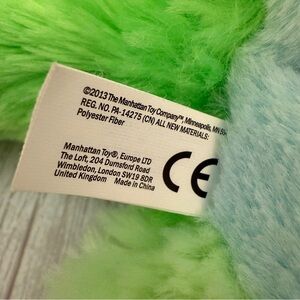 ©2013 The Manhattan Toy Company™, Minneapolis, MN
REG. NO. PA-14275 (CN) ALL NEW MATERIALS:
Polyester Fiber
Manhattan Toy®, Europe LTD
The Loft, 204 Durnsford Road
Wimbledon, London SW19 8DR
United Kingdom Made in China
CE